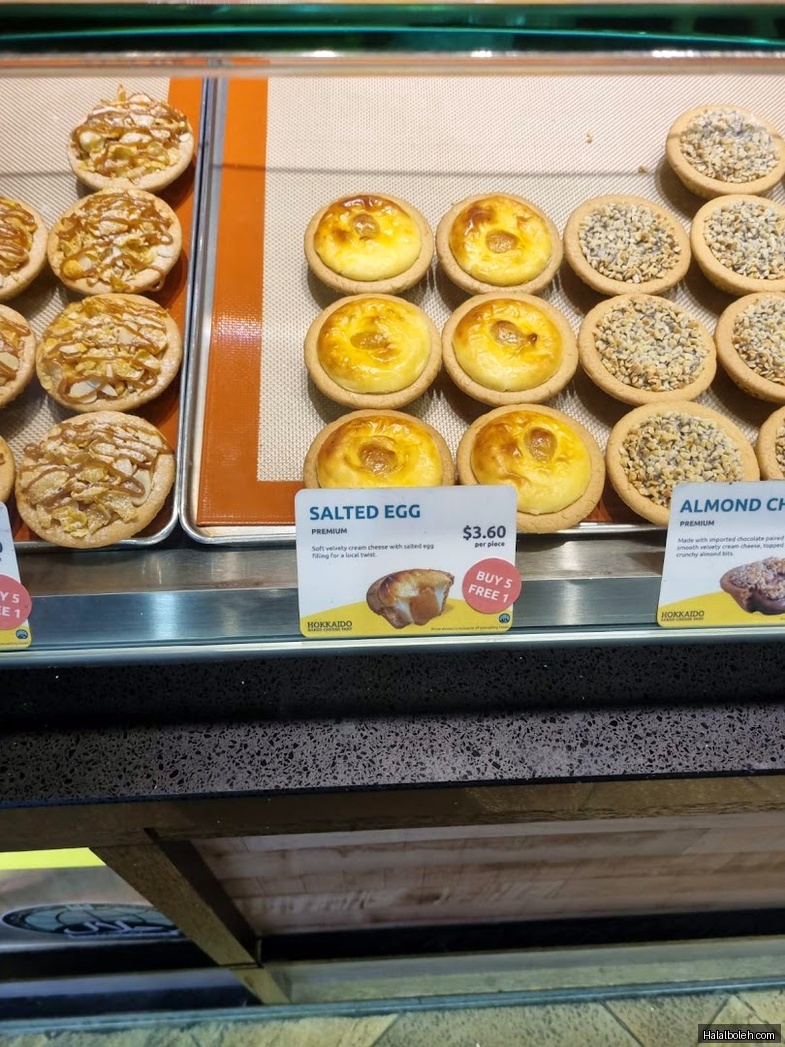 SALTED EGG
PREMIUM
$3.60
per piece
Soft velvety cream cheese with salted egg
filling for a local twist.
BUY 5
FREE 1
HOKKAIDO
BAKED CHEESE TART
ALMOND CH
PREMIUM
Made with imported chocolate paired
smooth velvety cream cheese, topped
crunchy almond bits.
HOKKAIDO
BAKED CHEESE TART
Y 5
EE 1
Halalboleh.com